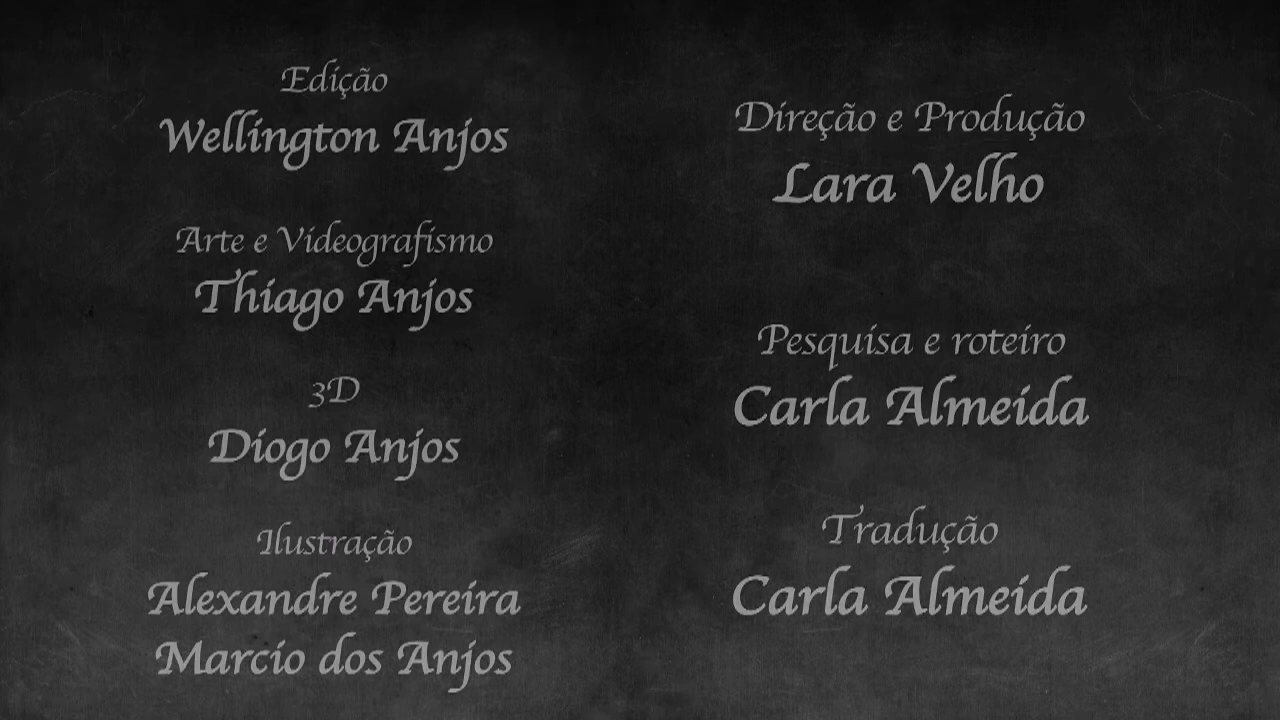 Edição
Wellington Anjos
Arte e Videografismo
Thiago Anjos
3D
Diogo Anjos
Ilustração
Alexandre Pereira
Marcio dos Anjos
Direção e Produção
Lara Velho
Pesquisa e roteiro
Carla Almeida
Tradução
Carla Almeida